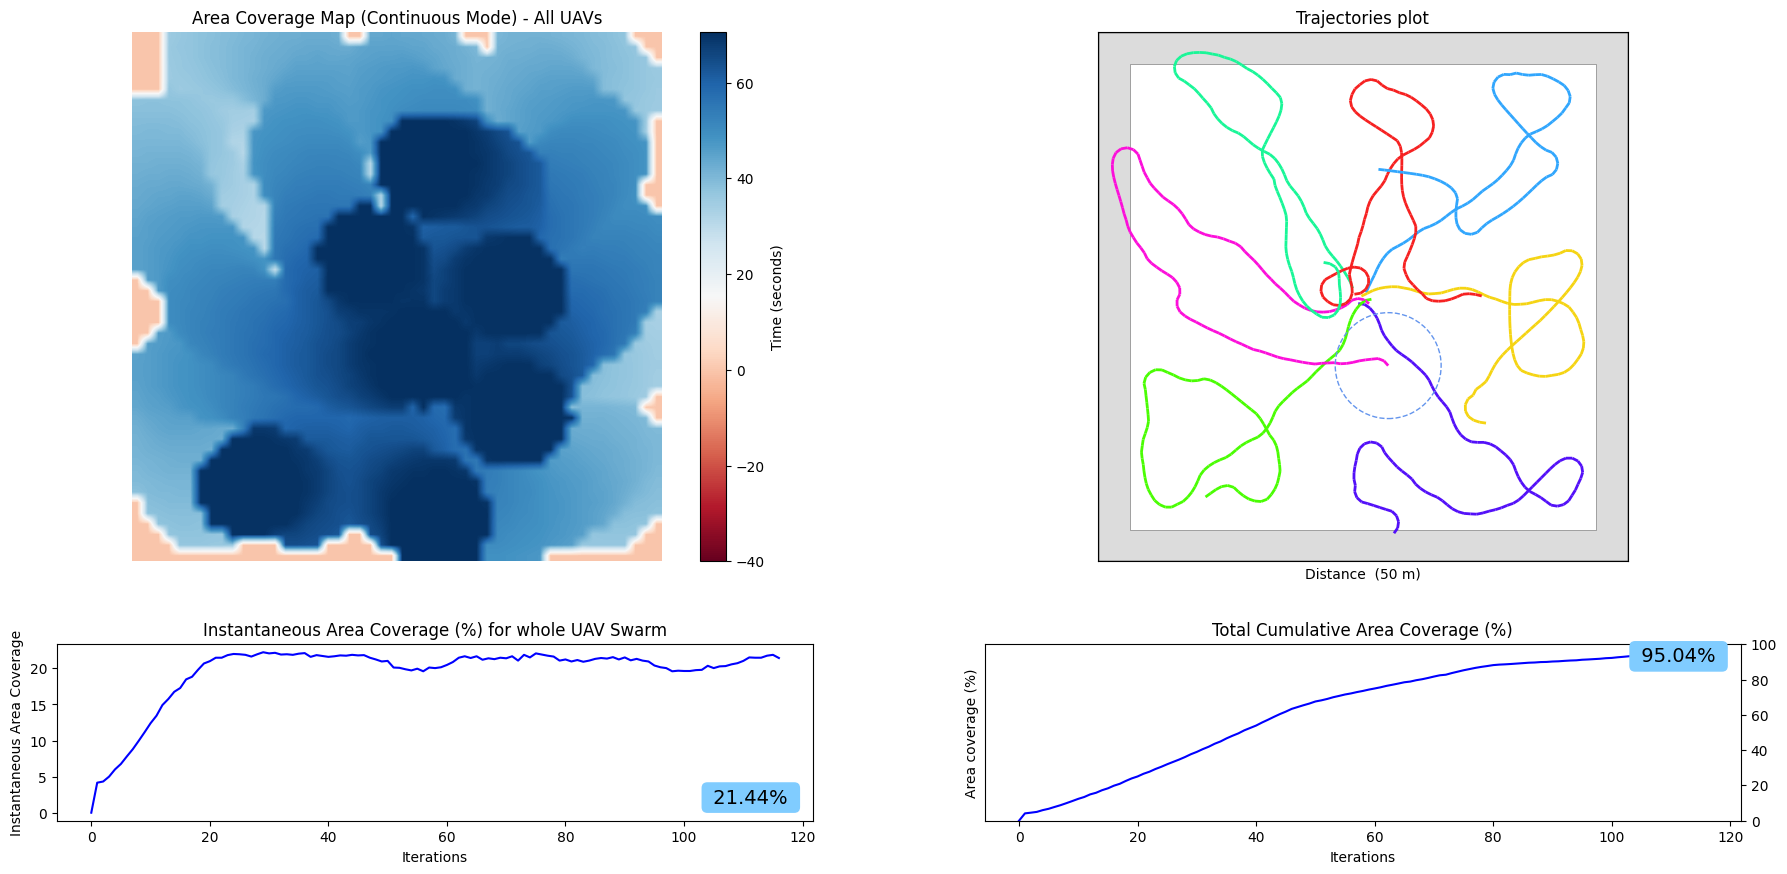 Area Coverage Map (Continuous Mode) - All UAVs
60
40
20
0
−20
−40
Time (seconds)
Trajectories plot
Distance  (50 m)
Instantaneous Area Coverage (%) for whole UAV Swarm
Instantaneous Area Coverage
20
15
10
5
0
21.44%
0 20 40 60 80 100 120
Iterations
Total Cumulative Area Coverage (%)
Area coverage (%)
95.04%
100
80
60
40
20
0
0 20 40 60 80 100 120
Iterations